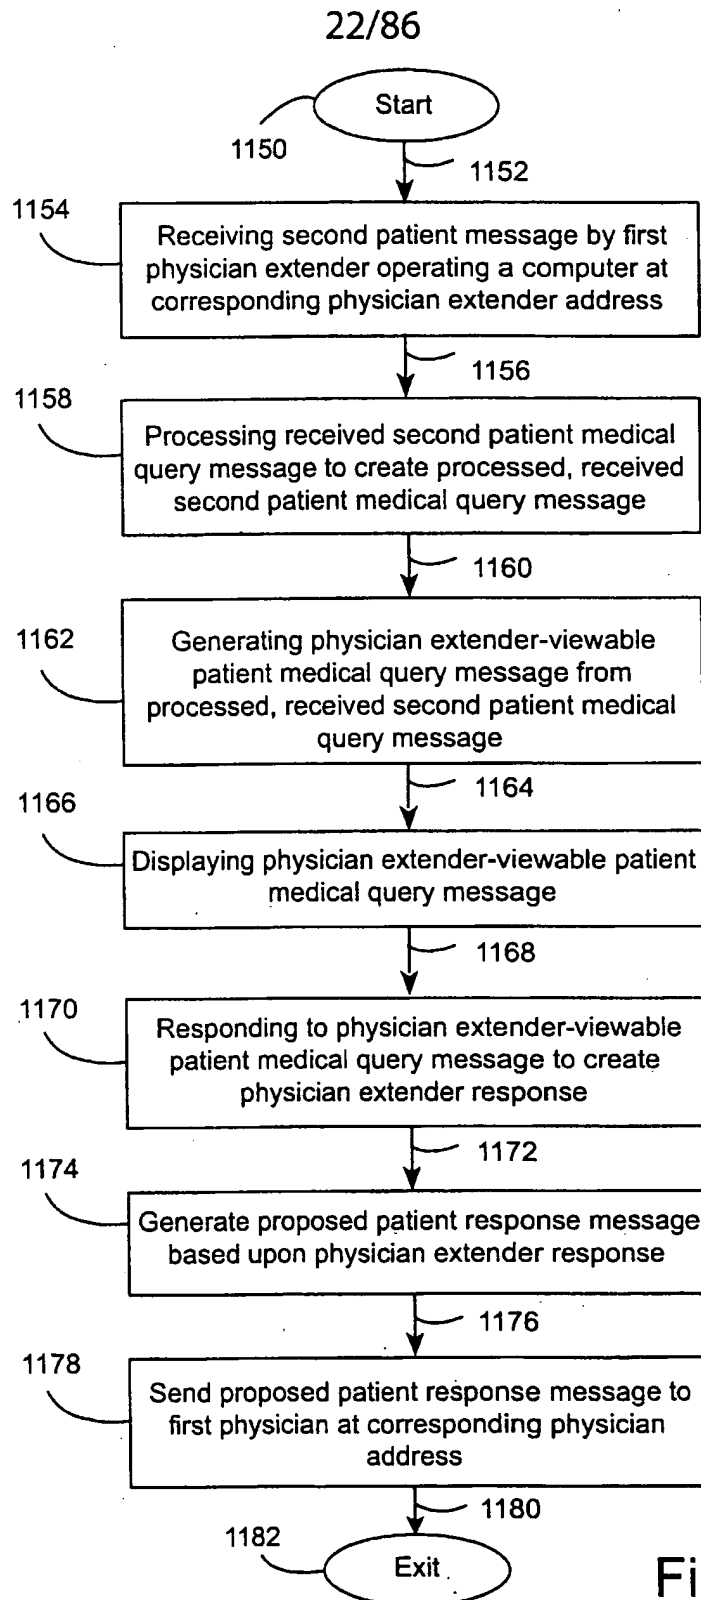 22/86
Start
1150
1152
1154
Receiving second patient message by first
physician extender operating a computer at
corresponding physician extender address
1156
1158
Processing received second patient medical
query message to create processed, received
second patient medical query message
1160
1162
Generating physician extender-viewable
patient medical query message from
processed, received second patient medical
query message
1164
1166
Displaying physician extender-viewable patient
medical query message
1168
1170
Responding to physician extender-viewable
patient medical query message to create
physician extender response
1172
1174
Generate proposed patient response message
based upon physician extender response
1176
1178
Send proposed patient response message to
first physician at corresponding physician
address
1180
1182
Exit
Fi